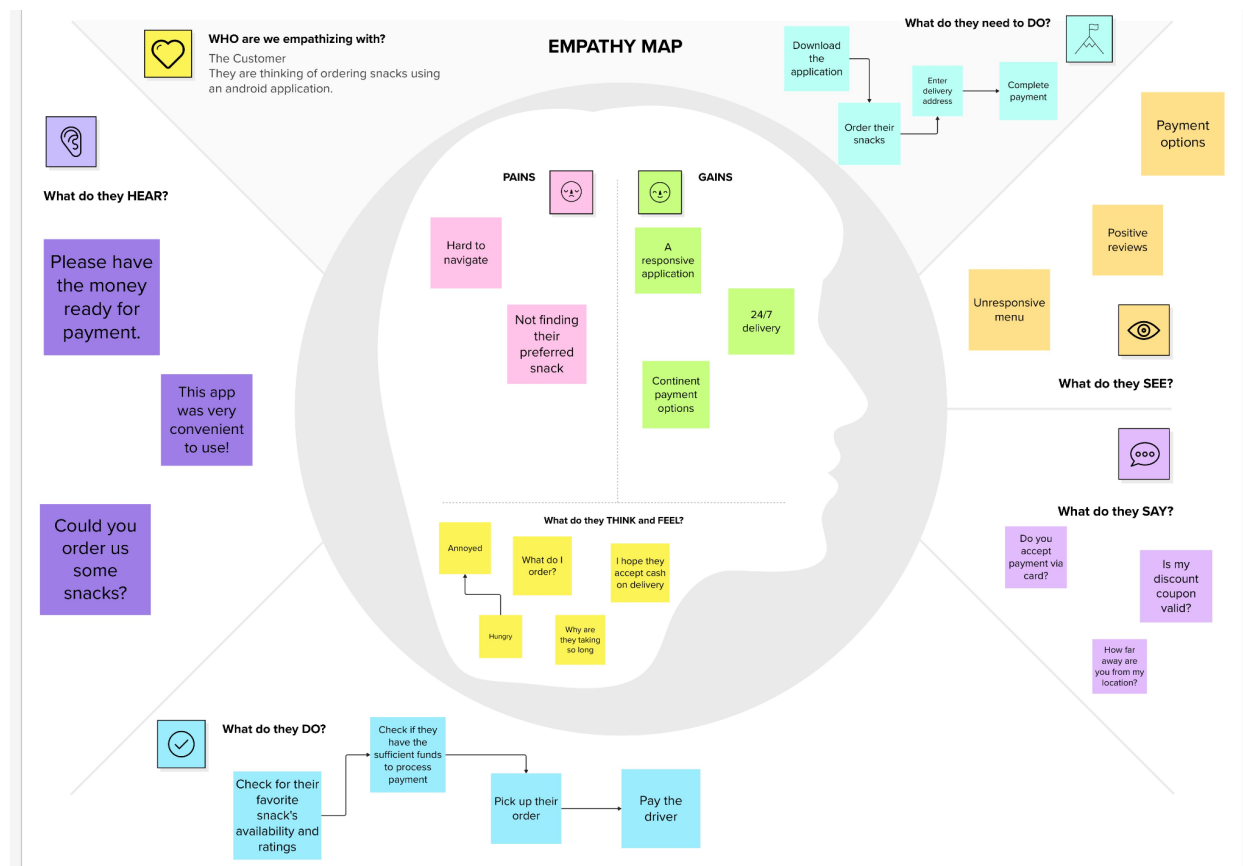 EMPATHY MAP
WHO are we empathizing with?
The Customer
They are thinking of ordering snacks using
an android application.
What do they need to DO?
Download
the
application
Order their
snacks
Enter
delivery
address
Complete
payment
Payment
options
Positive
reviews
Unresponsive
menu
What do they SEE?
What do they SAY?
Do you
accept
payment via
card?
Is my
discount
coupon
valid?
How far
away are
you from my
location?
What do they DO?
Check for their
favorite
snack's
availability and
ratings
Check if they
have the
sufficient funds
to process
payment
Pick up their
order
Pay the
driver
What do they HEAR?
Please have
the money
ready for
payment.
This app
was very
convenient
to use!
Could you
order us
some
snacks?
PAINS
Hard to
navigate
Not finding
their
preferred
snack
GAINS
A
responsive
application
24/7
delivery
Continent
payment
options
What do they THINK and FEEL?
Annoyed
What do I
order?
I hope they
accept cash
on delivery
Hungry
Why are
they taking
so long